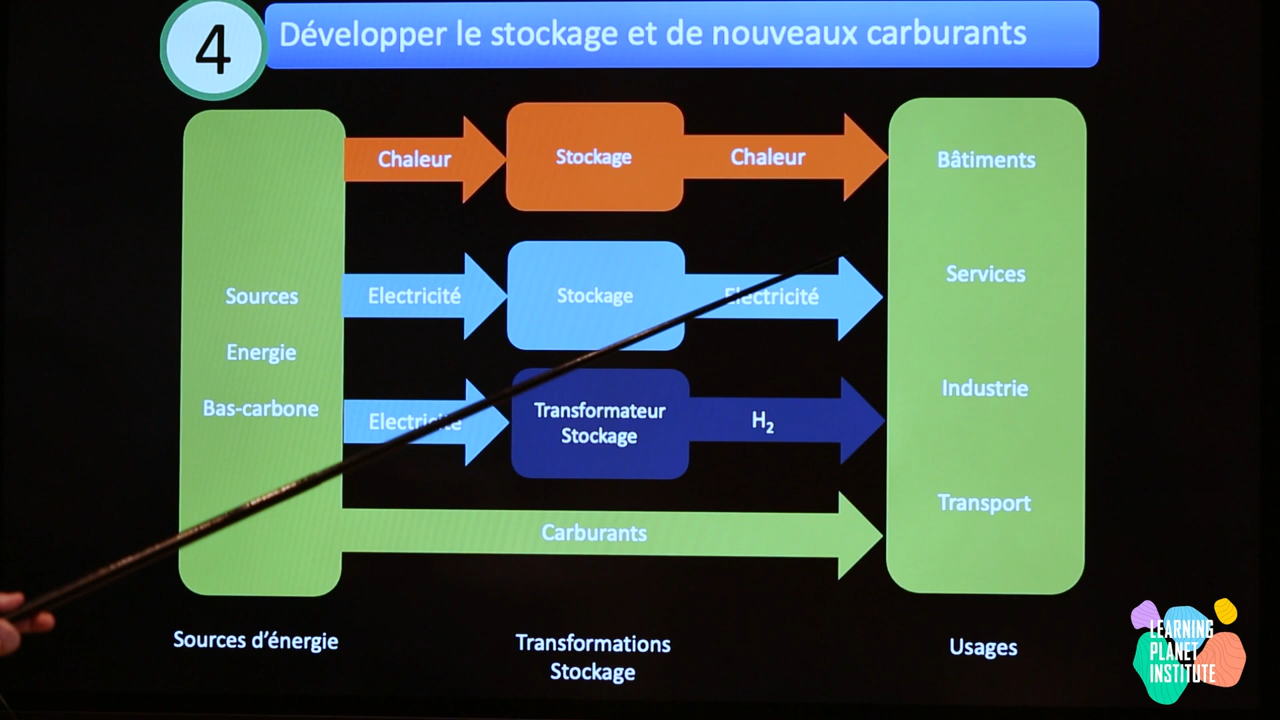 4
Développer le stockage et de nouveaux carburants
Chaleur
Stockage
Chaleur
Bâtiments
Services
Sources
Electricité
Stockage
Electricité
Energie
Industrie
Bas-carbone
Electricité
Transformateur
Stockage
H₂
Transport
Carburants
Sources d'énergie
Transformations
Stockage
Usages
LEARNING
PLANET
INSTITUTE